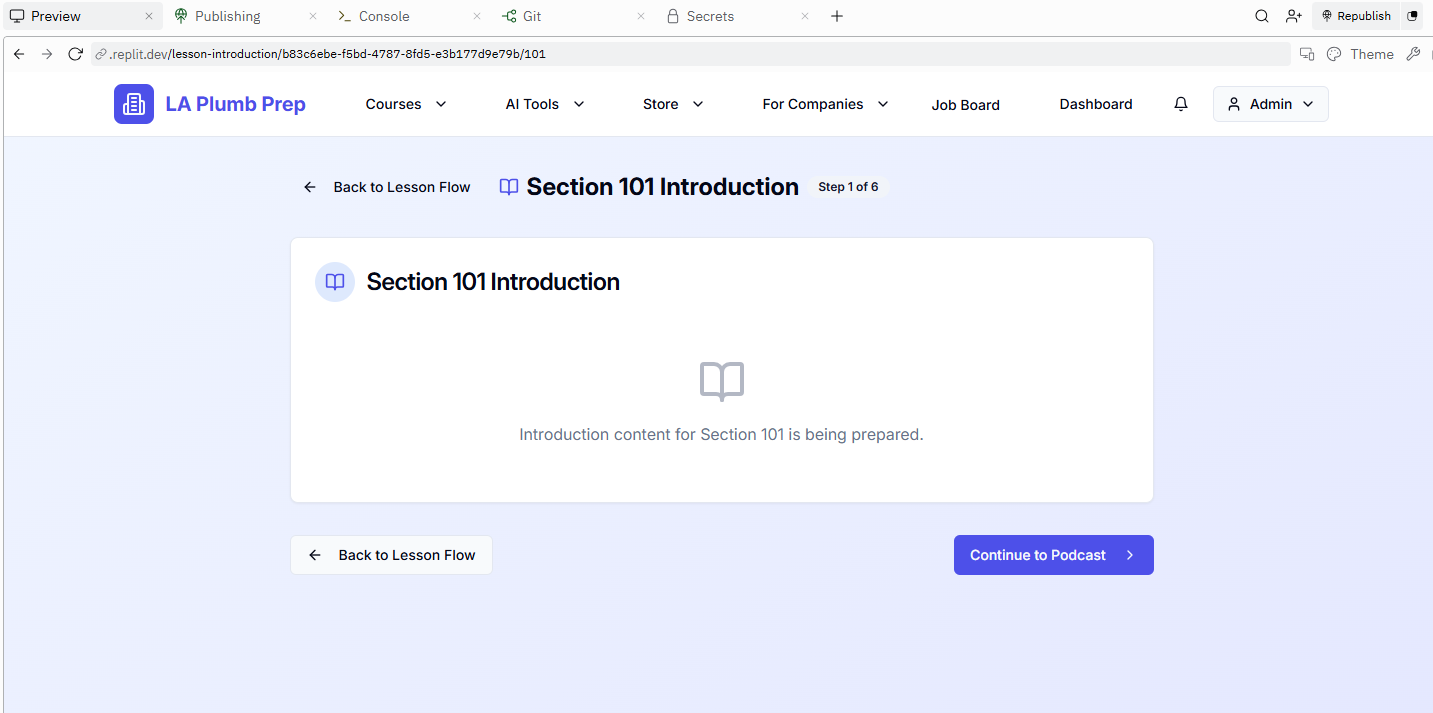 Preview Publishing Console Git Secrets Republish
.replit.dev/lesson-introduction/b83c6ebe-f5bd-4787-8fd5-e3b177d9e79b/101 Theme
LA Plumb Prep Courses AI Tools Store For Companies Job Board Dashboard Admin
Back to Lesson Flow Section 101 Introduction Step 1 of 6
Section 101 Introduction
Introduction content for Section 101 is being prepared.
Back to Lesson Flow Continue to Podcast